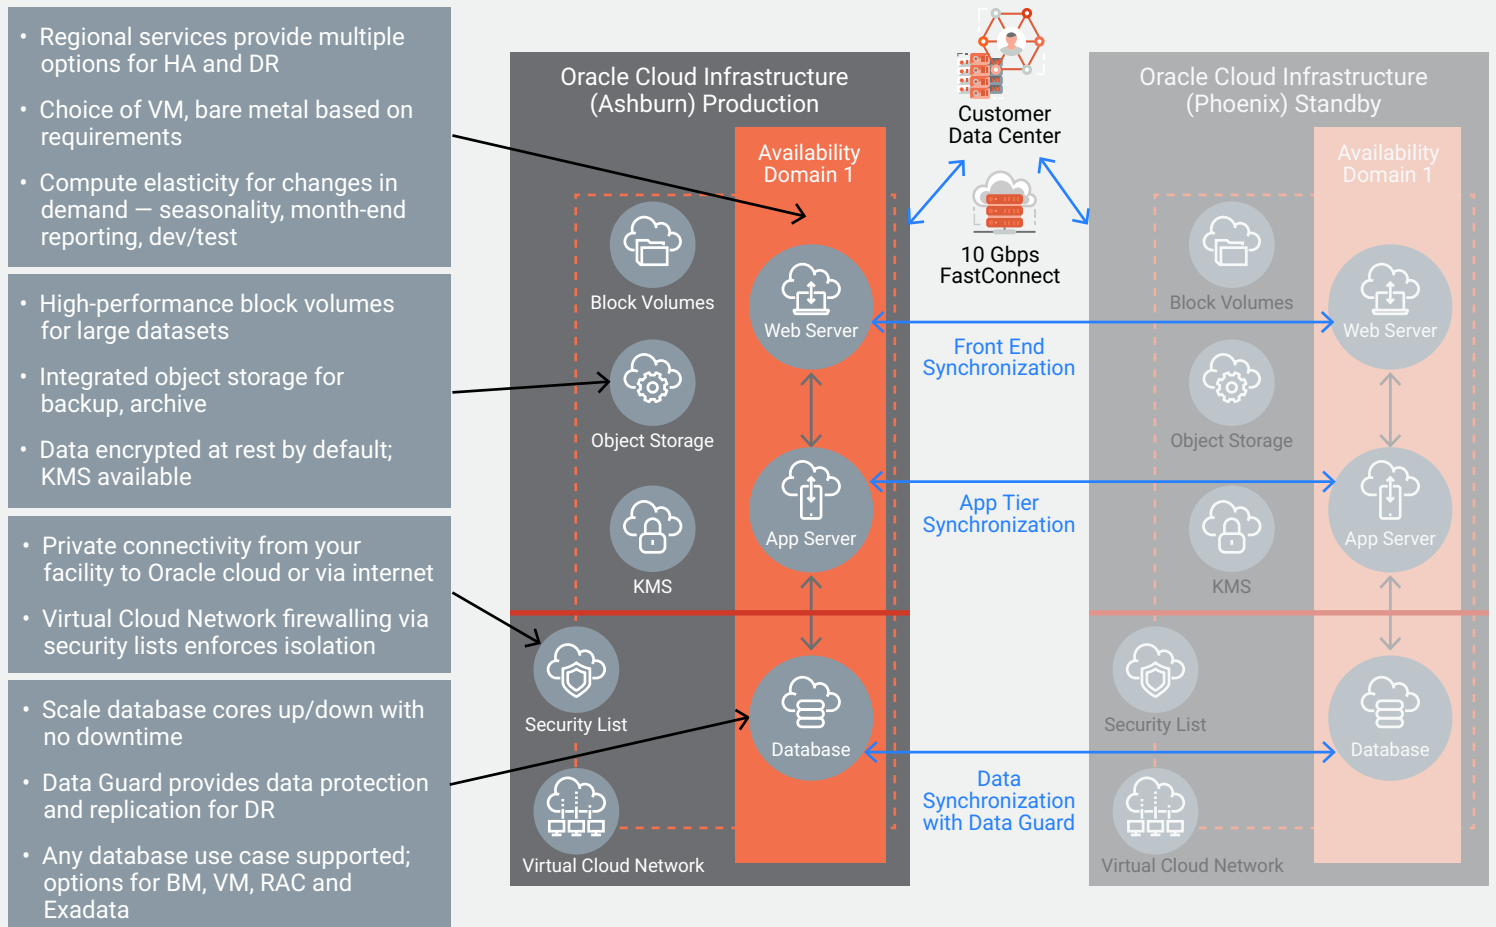 • Regional services provide multiple
options for HA and DR
• Choice of VM, bare metal based on
requirements
• Compute elasticity for changes in
demand — seasonality, month-end
reporting, dev/test
• High-performance block volumes
for large datasets
• Integrated object storage for
backup, archive
• Data encrypted at rest by default;
KMS available
• Private connectivity from your
facility to Oracle cloud or via internet
• Virtual Cloud Network firewalling via
security lists enforces isolation
• Scale database cores up/down with
no downtime
• Data Guard provides data protection
and replication for DR
• Any database use case supported;
options for BM, VM, RAC and
Exadata
Oracle Cloud Infrastructure
(Ashburn) Production
Availability
Domain 1
Block Volumes
Web Server
Object Storage
App Server
KMS
Security List
Database
Virtual Cloud Network
Customer
Data Center
10 Gbps
FastConnect
Front End
Synchronization
App Tier
Synchronization
Data
Synchronization
with Data Guard
Oracle Cloud Infrastructure
(Phoenix) Standby
Availability
Domain 1
Block Volumes
Web Server
Object Storage
App Server
KMS
Security List
Database
Virtual Cloud Network